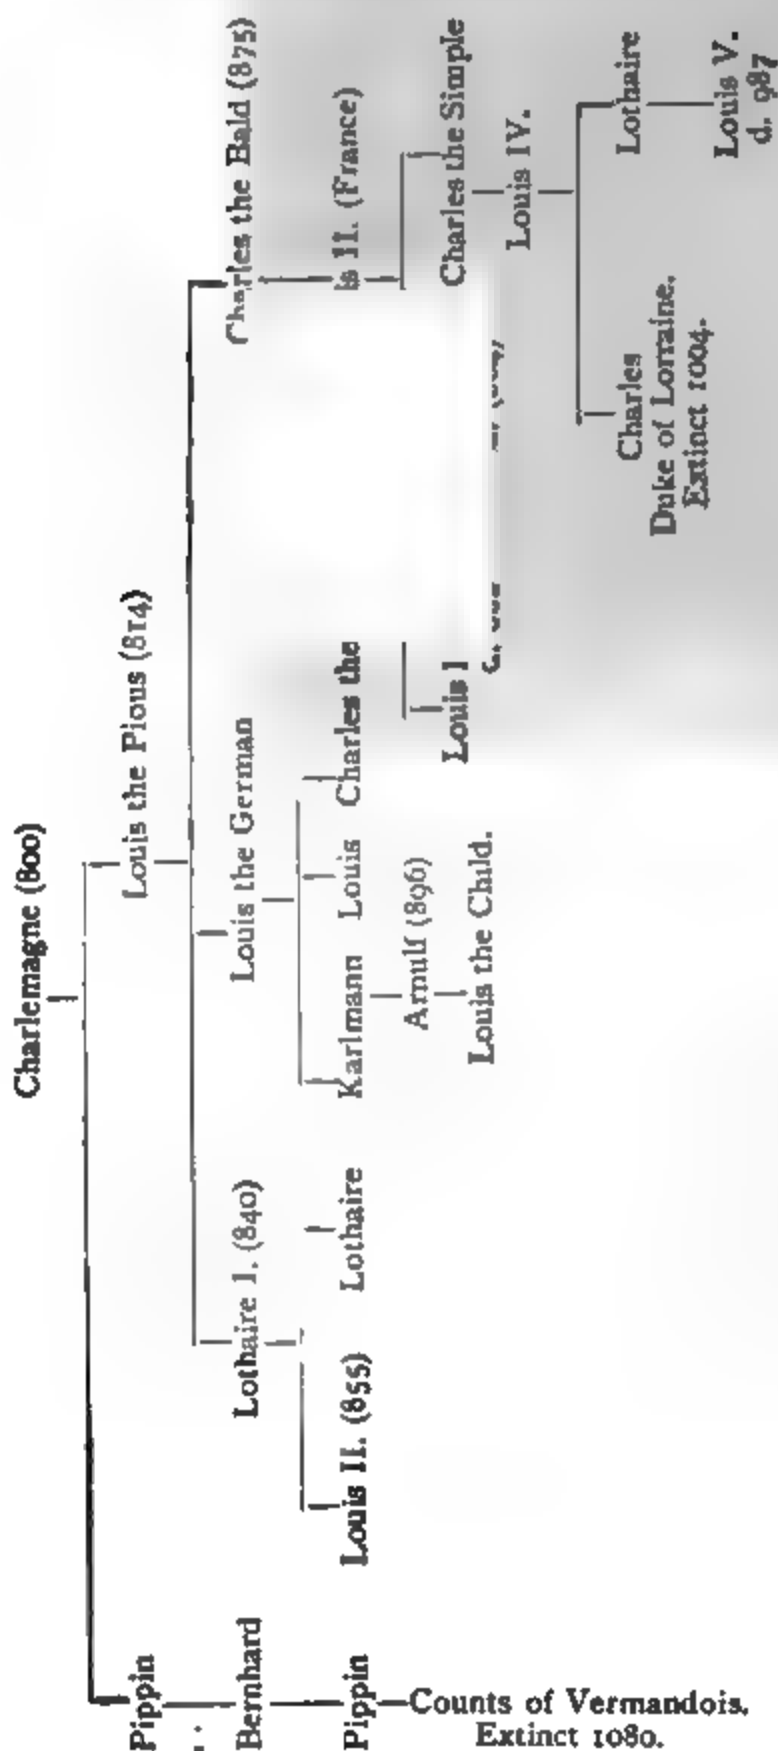 Charlemagne (800)
Pippin
Louis the Pious (814)
Bernhard
Lothaire I. (840)
Louis the German
Charles the Bald (875)
Pippin
Louis II. (855)
Lothaire
Karlmann
Louis
Charles the
II. (France)
Counts of Vermandois.
Extinct 1080.
Arnulf (896)
Louis the Child.
Louis
Charles the Simple
Louis IV.
Charles
Duke of Lorraine.
Extinct 1004.
Lothaire
Louis V.
d. 987